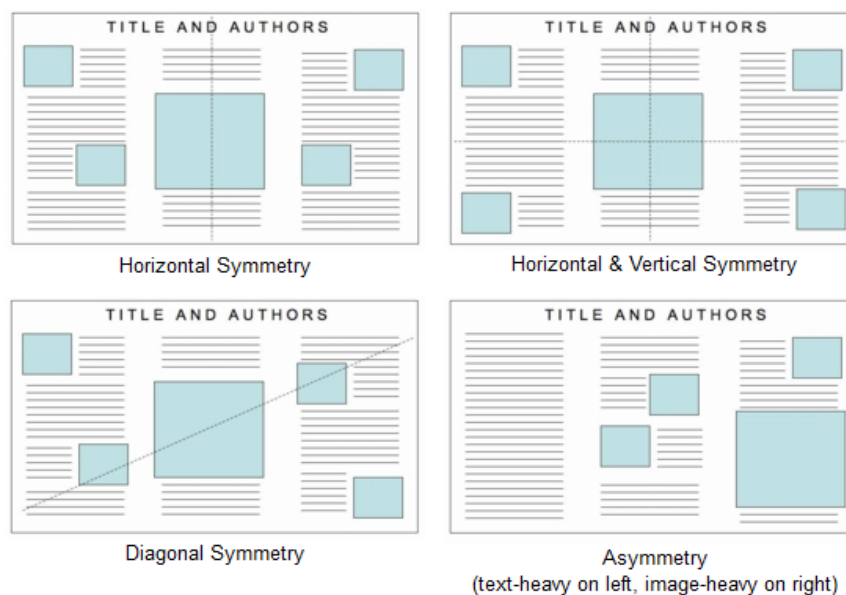 TITLE AND AUTHORS
TITLE AND AUTHORS
Horizontal Symmetry
Horizontal & Vertical Symmetry
TITLE AND AUTHORS
TITLE AND AUTHORS
Diagonal Symmetry
Asymmetry
(text-heavy on left, image-heavy on right)